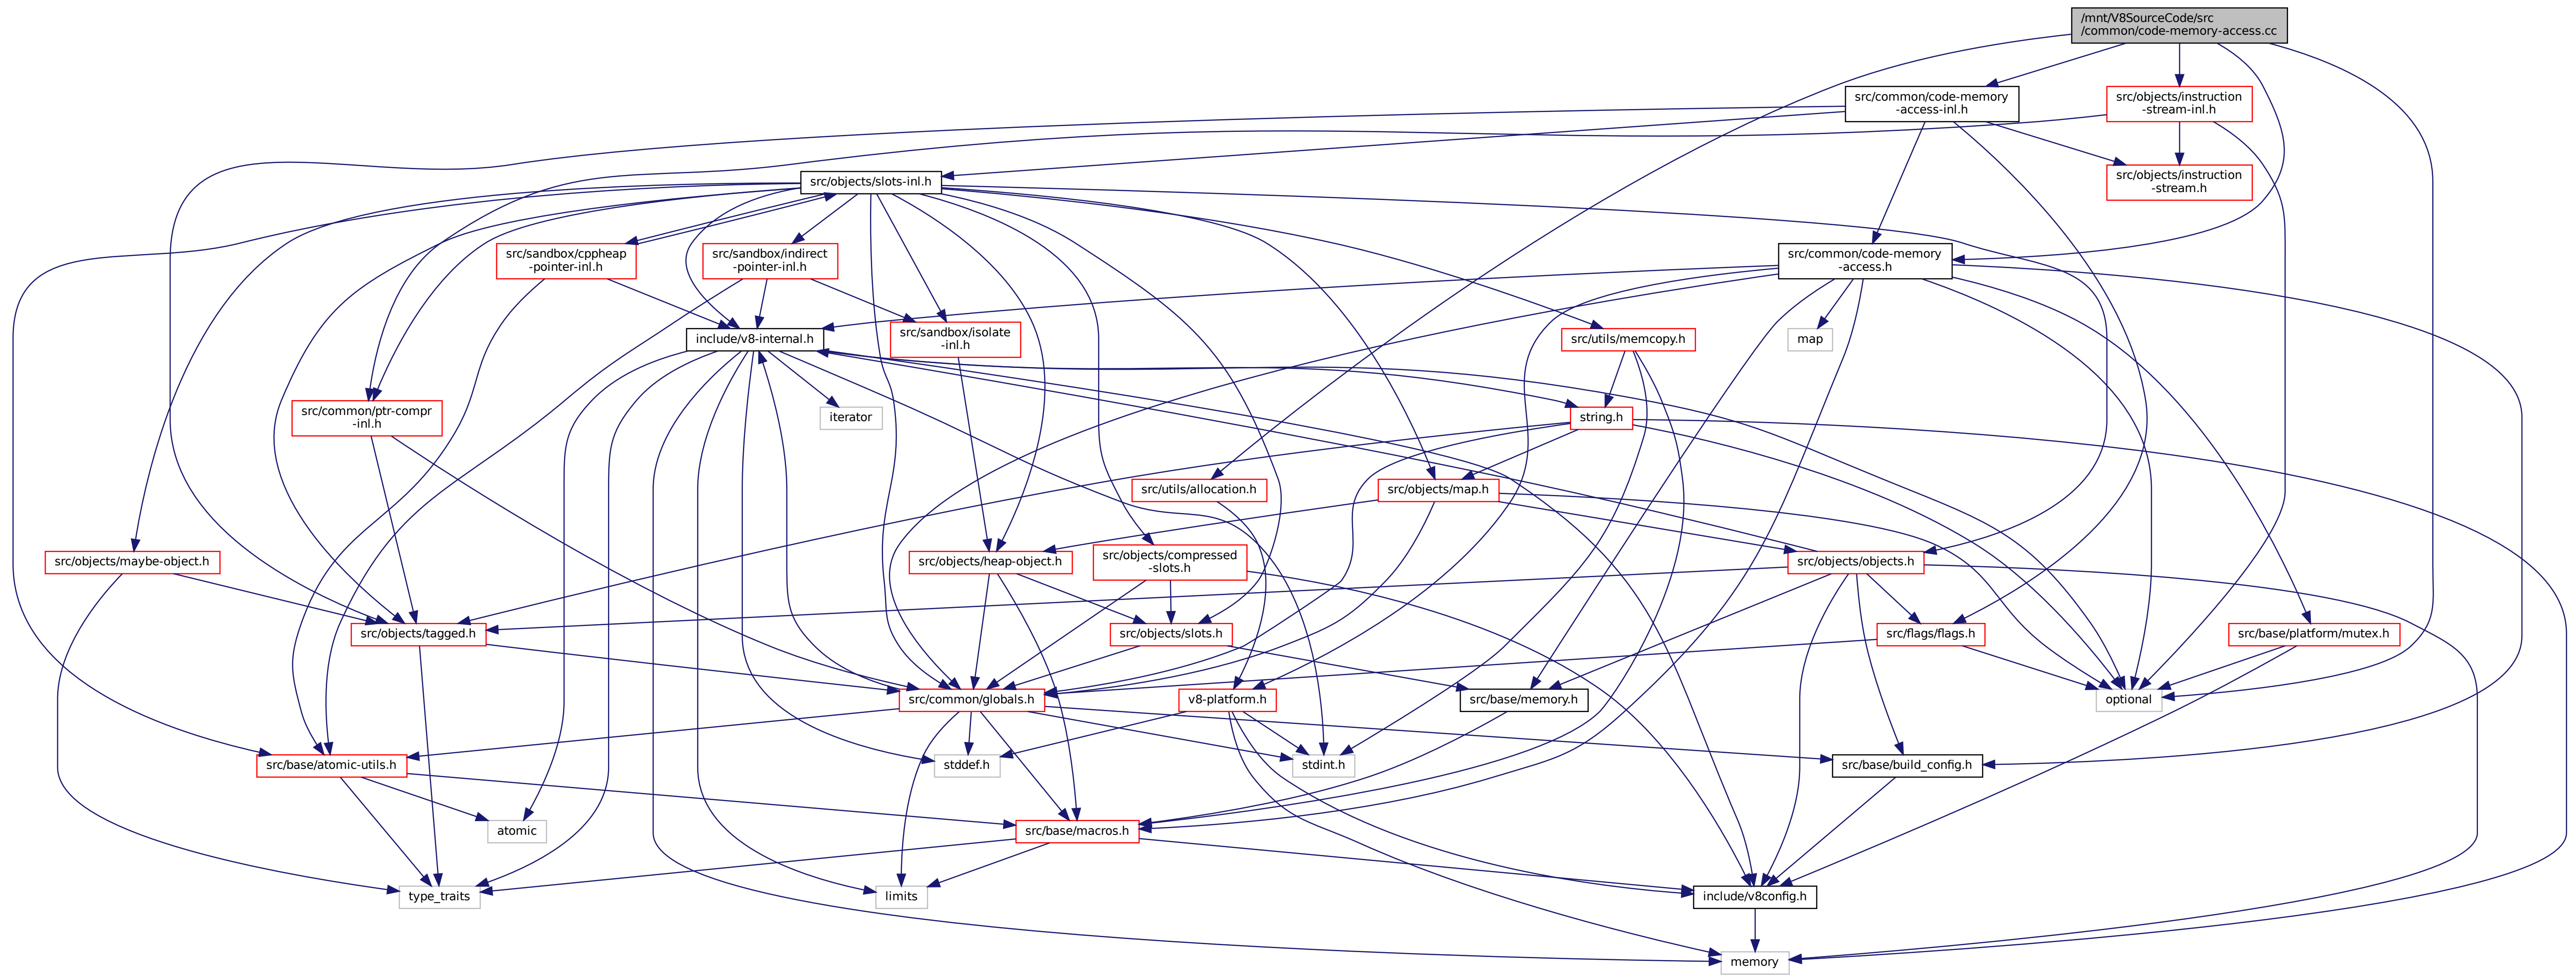 /mnt/V8SourceCode/src
/common/code-memory-access.cc
src/common/code-memory
-access-inl.h
src/objects/instruction
-stream-inl.h
src/objects/slots-inl.h
src/objects/instruction
-stream.h
src/sandbox/cppheap
-pointer-inl.h
src/sandbox/indirect
-pointer-inl.h
src/common/code-memory
-access.h
include/v8-internal.h
src/sandbox/isolate
-inl.h
src/utils/memcopy.h
map
src/common/ptr-compr
-inl.h
iterator
string.h
src/utils/allocation.h
src/objects/map.h
src/objects/maybe-object.h
src/objects/heap-object.h
src/objects/compressed
-slots.h
src/objects/objects.h
src/objects/tagged.h
src/objects/slots.h
src/flags/flags.h
src/base/platform/mutex.h
src/common/globals.h
v8-platform.h
src/base/memory.h
optional
src/base/atomic-utils.h
stddef.h
stdint.h
src/base/build_config.h
atomic
src/base/macros.h
type_traits
limits
include/v8config.h
memory